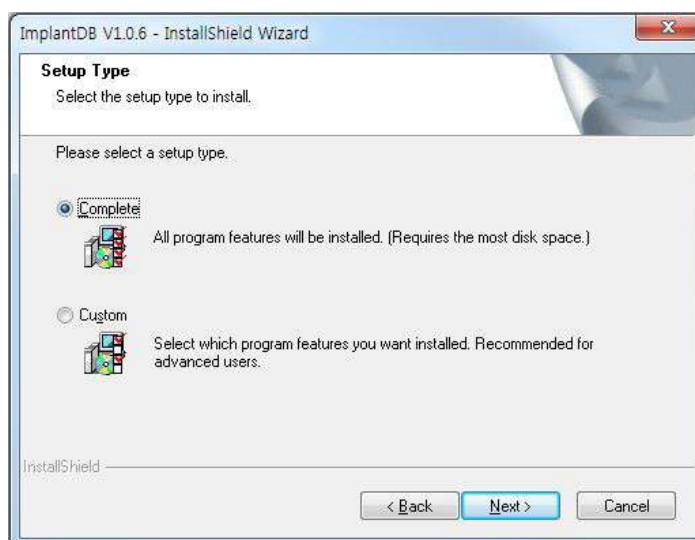 ImplantDB V1.0.6 - InstallShield Wizard
Setup Type
Select the setup type to install.
Please select a setup type.
Complete
All program features will be installed. (Requires the most disk space.)
Custom
Select which program features you want installed. Recommended for
advanced users.
InstallShield
< Back
Next >
Cancel